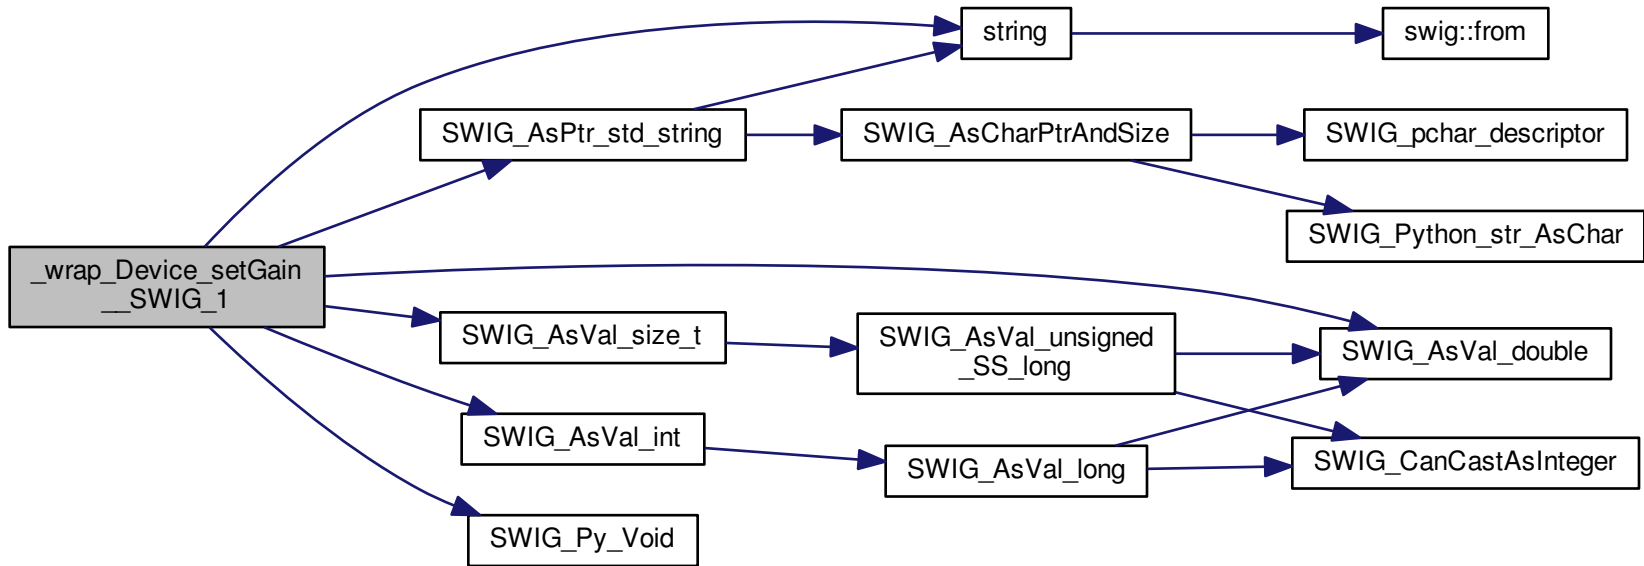 string
swig::from
SWIG_AsPtr_std_string
SWIG_AsCharPtrAndSize
SWIG_pchar_descriptor
SWIG_Python_str_AsChar
_wrap_Device_setGain
__SWIG_1
SWIG_AsVal_size_t
SWIG_AsVal_unsigned
_SS_long
SWIG_AsVal_double
SWIG_AsVal_int
SWIG_AsVal_long
SWIG_CanCastAsInteger
SWIG_Py_Void